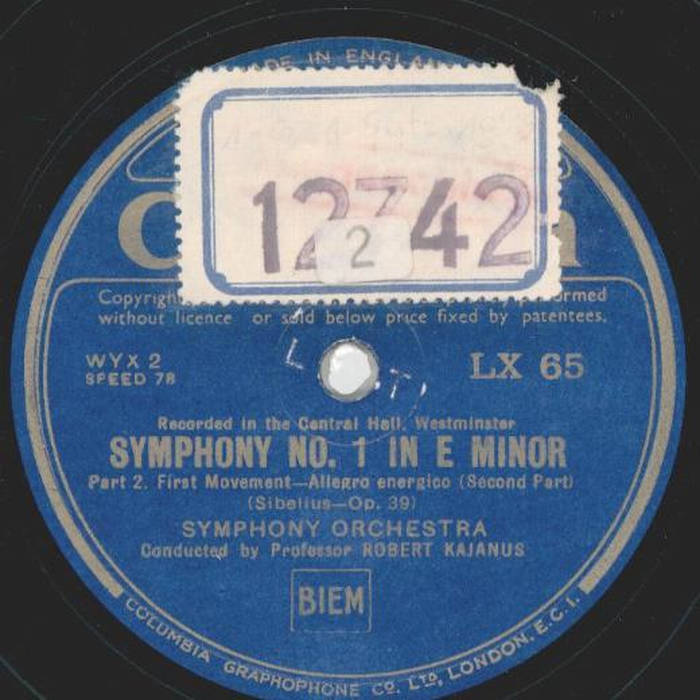 MADE IN ENGLA
12742
2
Copyrigh
without licence or sold below price fixed by patentees.
WYX 2
SPEED 78
LX 65
Recorded in the Central Hall, Westminster
SYMPHONY NO. 1 IN E MINOR
Part 2. First Movement—Allegro energico (Second Part)
(Sibelius—Op. 39)
SYMPHONY ORCHESTRA
Conducted by Professor ROBERT KAJANUS
BIEM
COLUMBIA GRAPHOPHONE CO. LTD, LONDON. E.C.1.